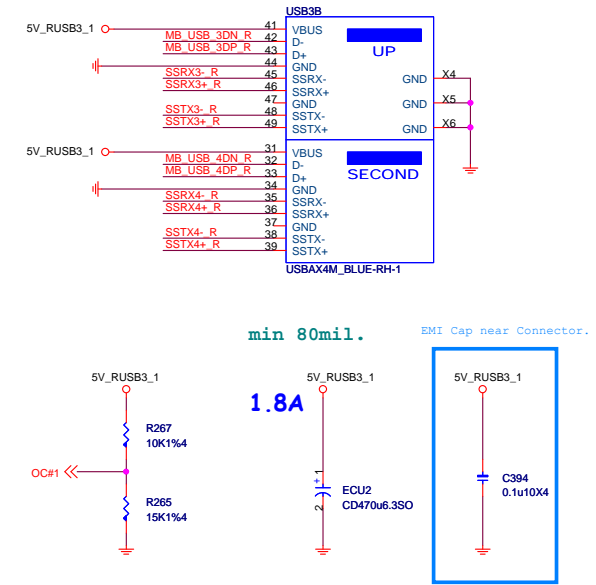 USB3B
5V_RUSB3_1
41
VBUS
MB_USB_3DN_R
42
D-
MB_USB_3DP_R
43
D+
UP
44
GND
SSRX3-_R
45
SSRX-
GND
X4
SSRX3+_R
46
SSRX+
47
GND
GND
X5
SSTX3-_R
48
SSTX-
SSTX3+_R
49
SSTX+
GND
X6
5V_RUSB3_1
31
VBUS
MB_USB_4DN_R
32
D-
MB_USB_4DP_R
33
D+
SECOND
34
GND
SSRX4-_R
35
SSRX-
SSRX4+_R
36
SSRX+
37
GND
SSTX4-_R
38
SSTX-
SSTX4+_R
39
SSTX+
USBAX4M_BLUE-RH-1
min 80mil.
EMI Cap near Connector.
5V_RUSB3_1
5V_RUSB3_1
5V_RUSB3_1
1.8A
R267
10K1%4
OC#1
R265
15K1%4
+
1
2
ECU2
CD470u6.3SO
C394
0.1u10X4